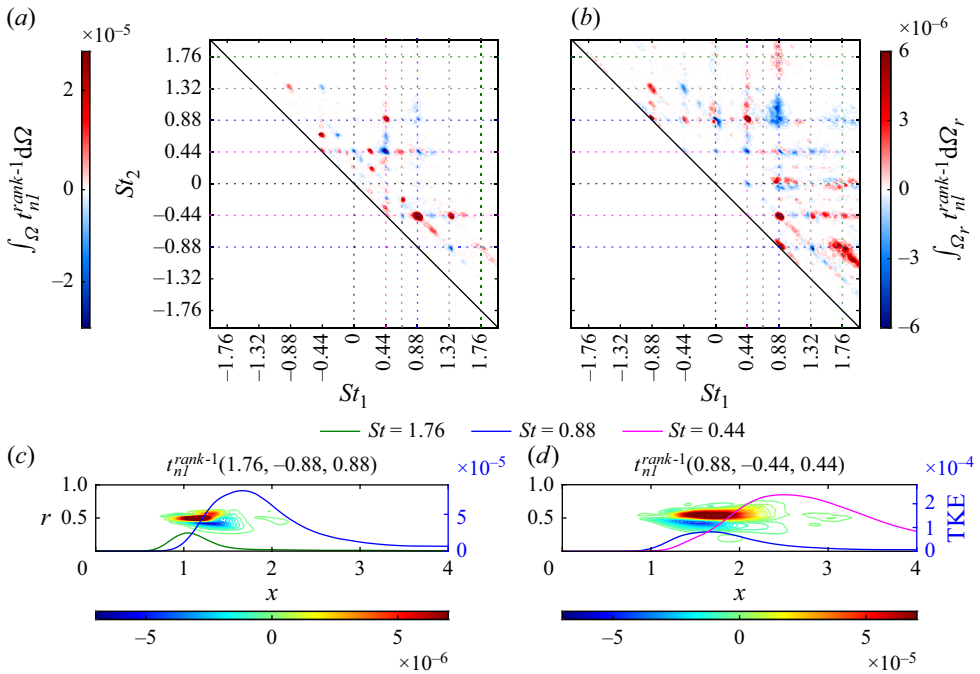 (a)
×10⁻⁵
2
1
0
−1
−2
∫Ω t_nl^rank-1 dΩ
St₂
1.76
1.32
0.88
0.44
0
−0.44
−0.88
−1.32
−1.76
−1.76 −1.32 −0.88 −0.44 0 0.44 0.88 1.32 1.76
St₁
(b)
−1.76 −1.32 −0.88 −0.44 0 0.44 0.88 1.32 1.76
St₁
×10⁻⁶
6
3
0
−3
−6
∫Ωr t_nl^rank-1 dΩr
St = 1.76 St = 0.88 St = 0.44
(c)
t_nl^rank-1(1.76, −0.88, 0.88)
×10⁻⁵
1.0
r 0.5
5
0
0 1 2 3 4
x
−5 0 5
×10⁻⁶
(d)
t_nl^rank-1(0.88, −0.44, 0.44)
×10⁻⁴
1.0
0.5
2
1
0
TKE
0 1 2 3 4
x
−5 0 5
×10⁻⁵